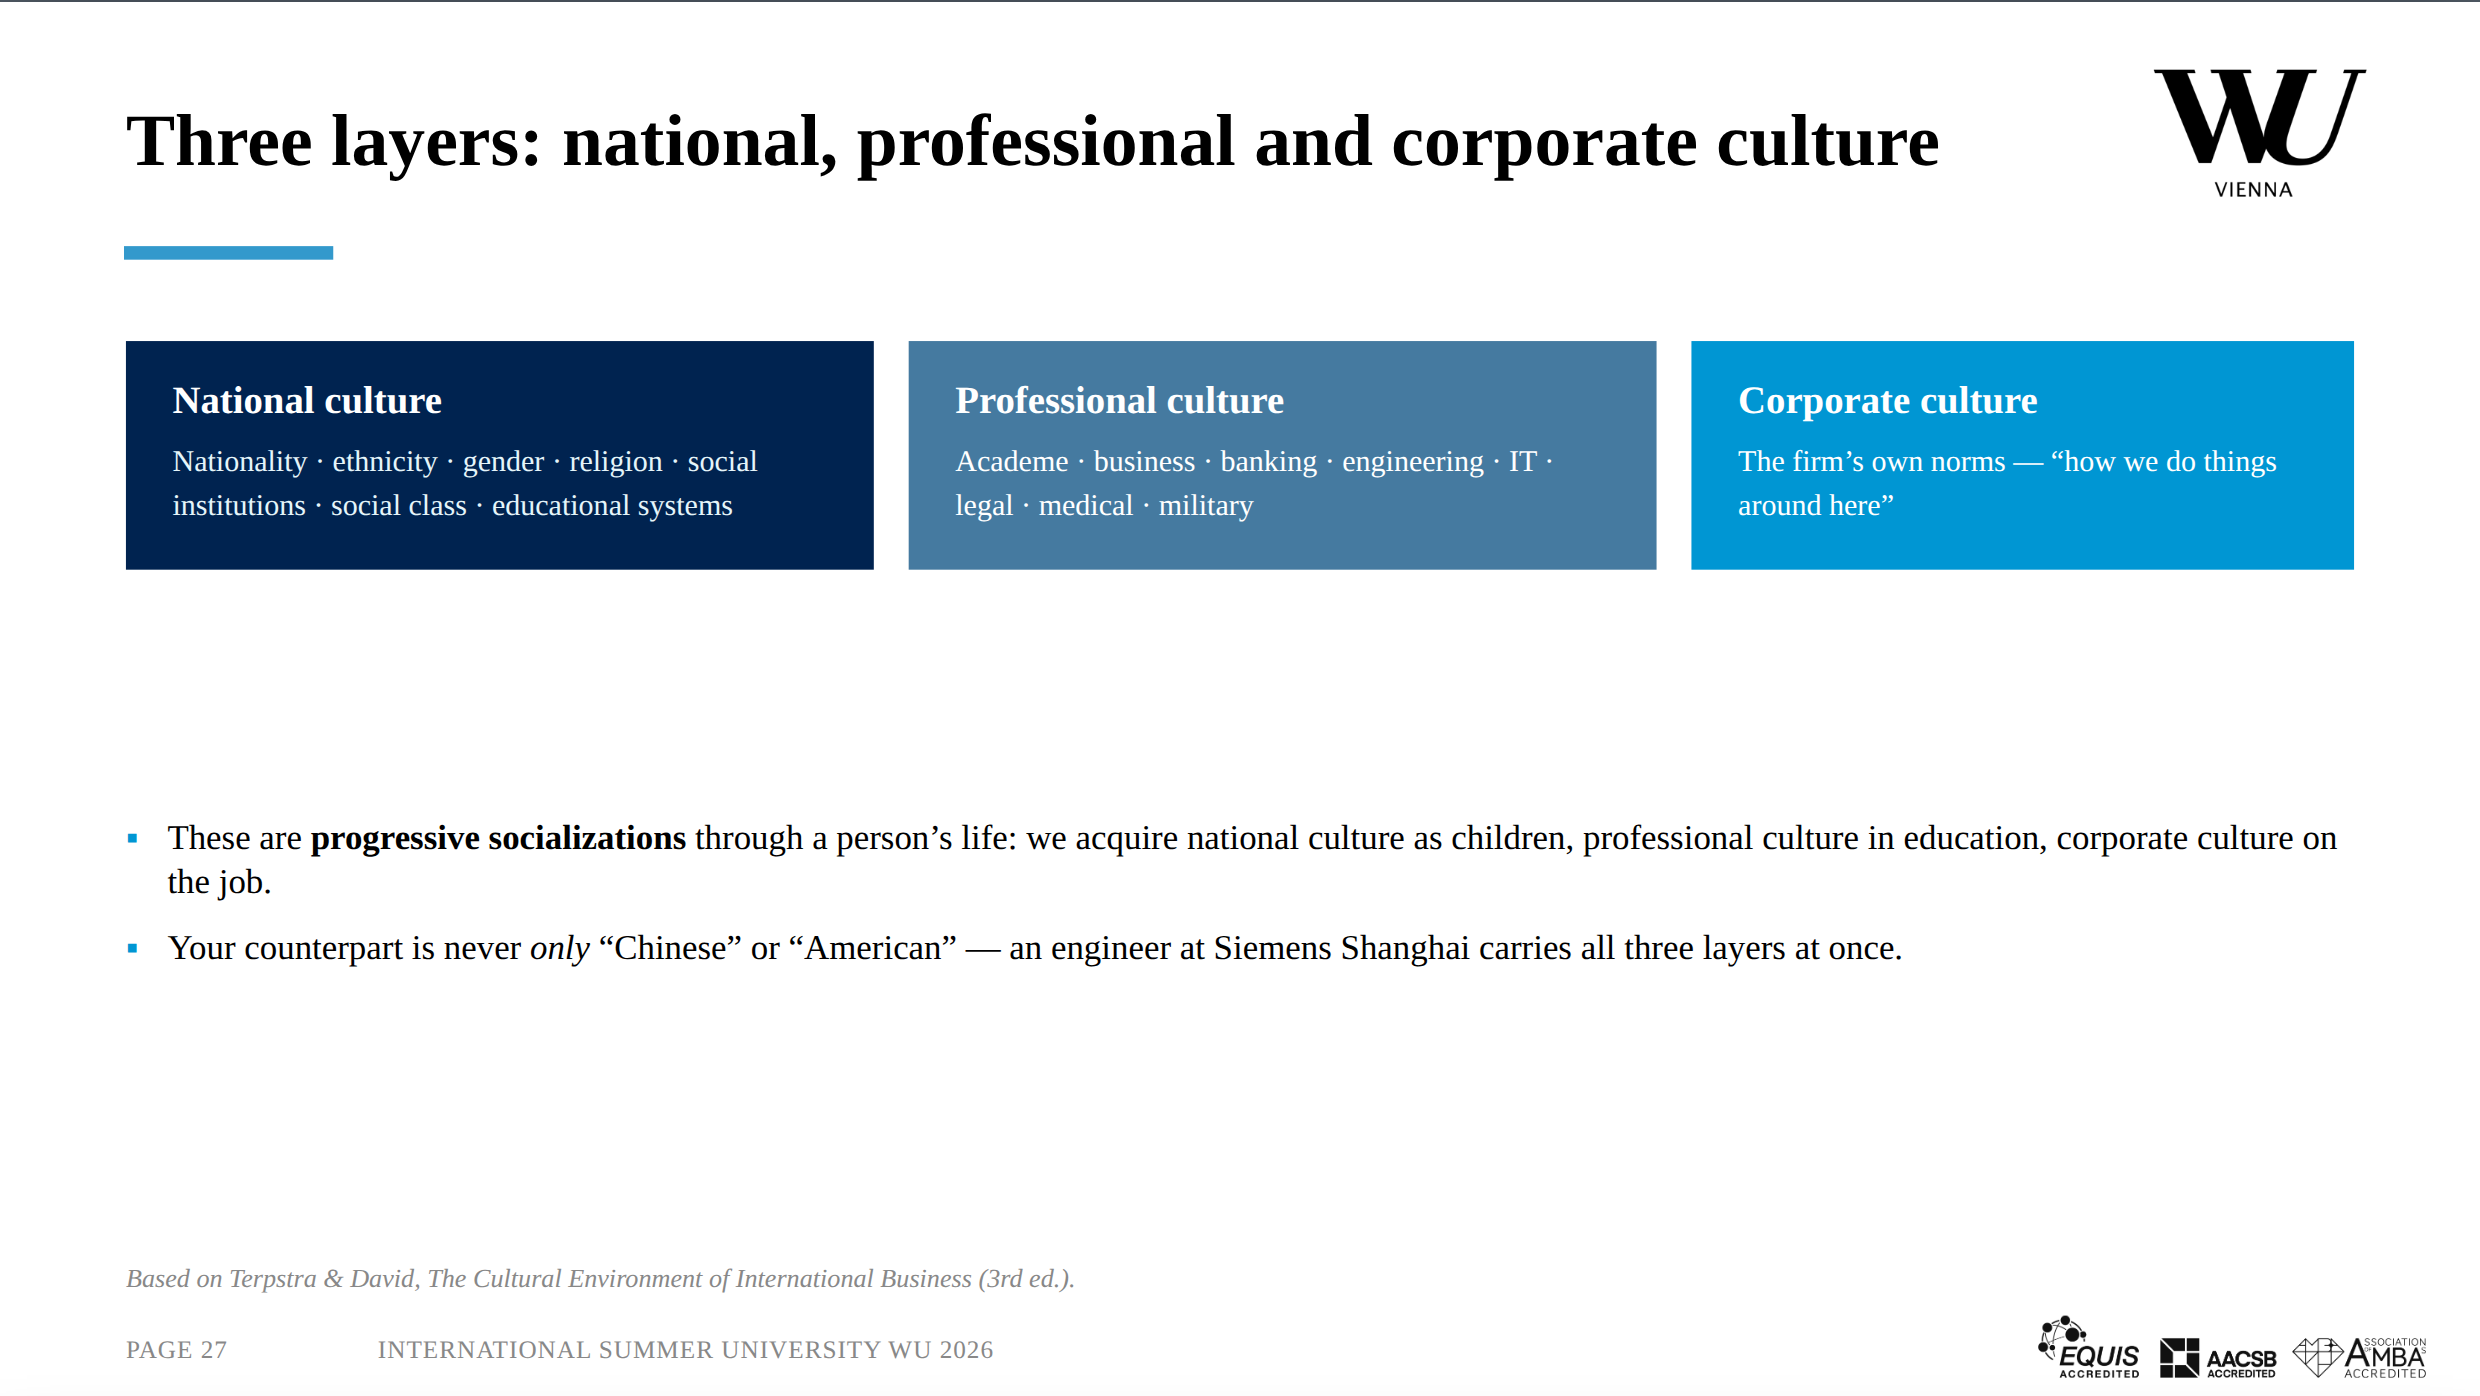 Three layers: national, professional and corporate culture
WU
VIENNA
National culture
Nationality · ethnicity · gender · religion · social
institutions · social class · educational systems
Professional culture
Academe · business · banking · engineering · IT ·
legal · medical · military
Corporate culture
The firm’s own norms — “how we do things
around here”
▪ These are progressive socializations through a person’s life: we acquire national culture as children, professional culture in education, corporate culture on
the job.
▪ Your counterpart is never only “Chinese” or “American” — an engineer at Siemens Shanghai carries all three layers at once.
Based on Terpstra & David, The Cultural Environment of International Business (3rd ed.).
PAGE 27 INTERNATIONAL SUMMER UNIVERSITY WU 2026
EQUIS
ACCREDITED
AACSB
ACCREDITED
ASSOCIATION
OF
AMBAS
ACCREDITED